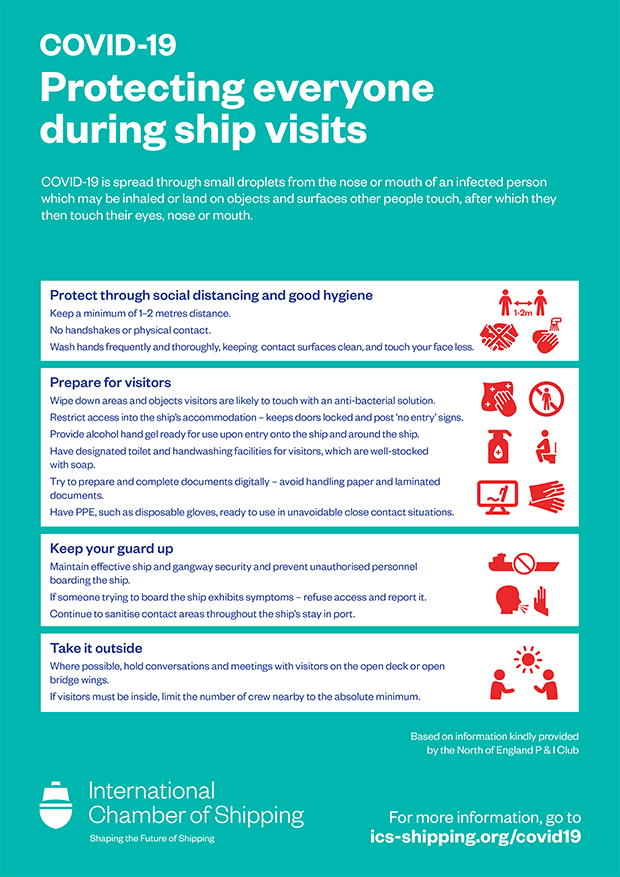 COVID-19
Protecting everyone
during ship visits
COVID-19 is spread through small droplets from the nose or mouth of an infected person
which may be inhaled or land on objects and surfaces other people touch, after which they
then touch their eyes, nose or mouth.
Protect through social distancing and good hygiene
Keep a minimum of 1–2 metres distance.
No handshakes or physical contact.
Wash hands frequently and thoroughly, keeping contact surfaces clean, and touch your face less.
1-2m
Prepare for visitors
Wipe down areas and objects visitors are likely to touch with an anti-bacterial solution.
Restrict access into the ship's accommodation – keeps doors locked and post 'no entry' signs.
Provide alcohol hand gel ready for use upon entry onto the ship and around the ship.
Have designated toilet and handwashing facilities for visitors, which are well-stocked
with soap.
Try to prepare and complete documents digitally – avoid handling paper and laminated
documents.
Have PPE, such as disposable gloves, ready to use in unavoidable close contact situations.
Keep your guard up
Maintain effective ship and gangway security and prevent unauthorised personnel
boarding the ship.
If someone trying to board the ship exhibits symptoms – refuse access and report it.
Continue to sanitise contact areas throughout the ship's stay in port.
Take it outside
Where possible, hold conversations and meetings with visitors on the open deck or open
bridge wings.
If visitors must be inside, limit the number of crew nearby to the absolute minimum.
Based on information kindly provided
by the North of England P & I Club
International
Chamber of Shipping
Shaping the Future of Shipping
For more information, go to
ics-shipping.org/covid19